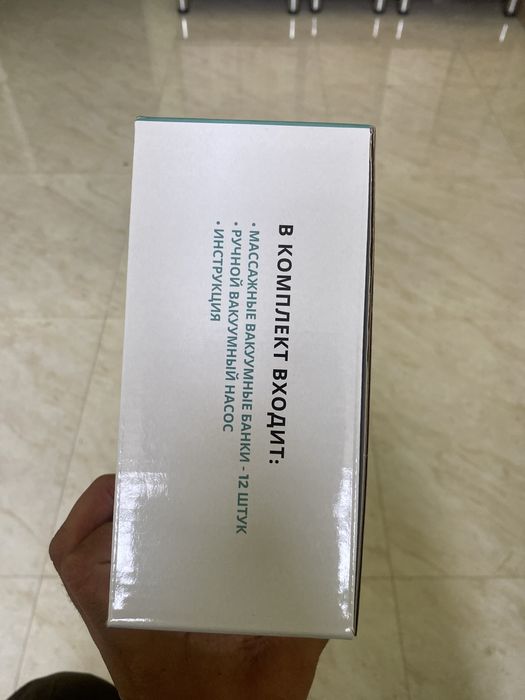 В КОМПЛЕКТ ВХОДИТ:
• МАССАЖНЫЕ ВАКУУМНЫЕ БАНКИ - 12 ШТУК
• РУЧНОЙ ВАКУУМНЫЙ НАСОС
• ИНСТРУКЦИЯ